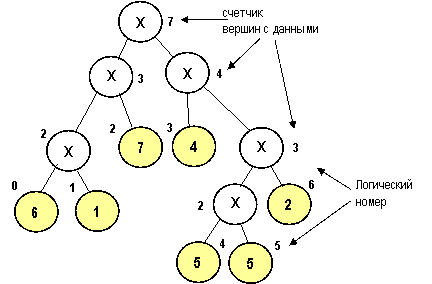 счетчик
вершин с данными
X 7
X 3
X 4
2 X
2 7
3 4
X 3
0 6
1 1
2 X
6 2
4 5
5 5
Логический
номер